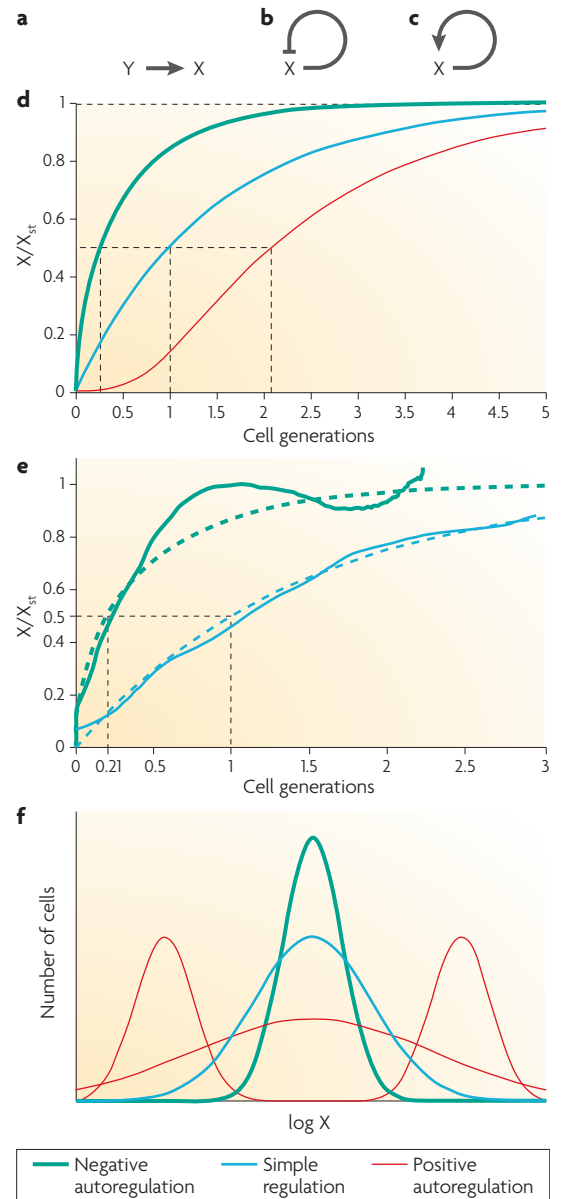 a b c
Y X X X
d
1
0.8
0.6
0.4
0.2
0
X/Xst
0 0.5 1 1.5 2 2.5 3 3.5 4 4.5 5
Cell generations
e
1
0.8
0.6
0.5
0.4
0.2
0
X/Xst
0 0.21 0.5 1 1.5 2 2.5 3
Cell generations
f
Number of cells
log X
Negative Simple Positive
autoregulation regulation autoregulation